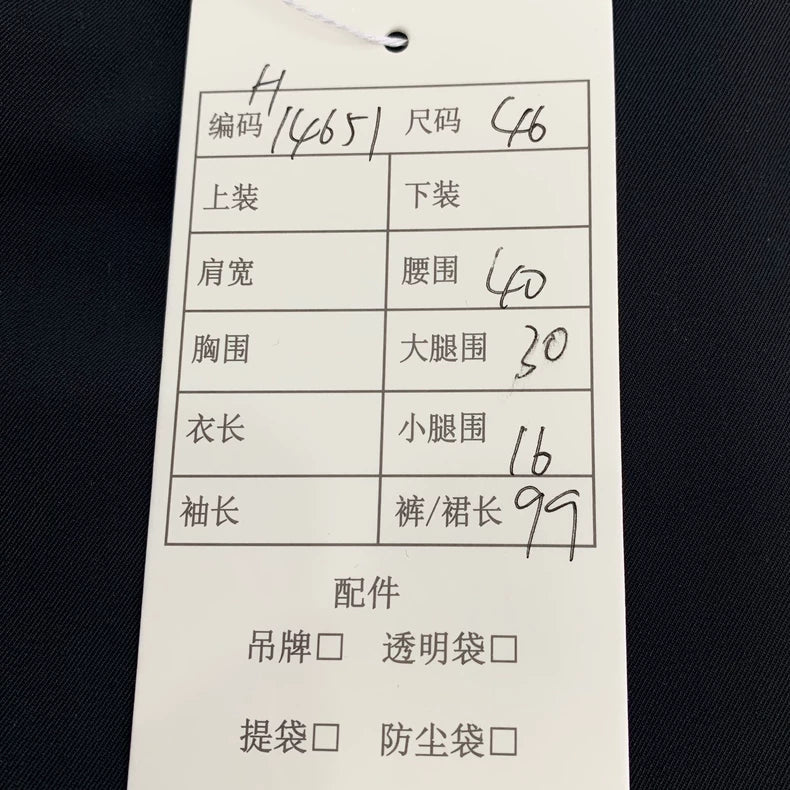 编码 H14651 尺码 46
上装 下装
肩宽 腰围 40
胸围 大腿围 30
衣长 小腿围 16
袖长 裤/裙长 99
配件
吊牌□ 透明袋□
提袋□ 防尘袋□